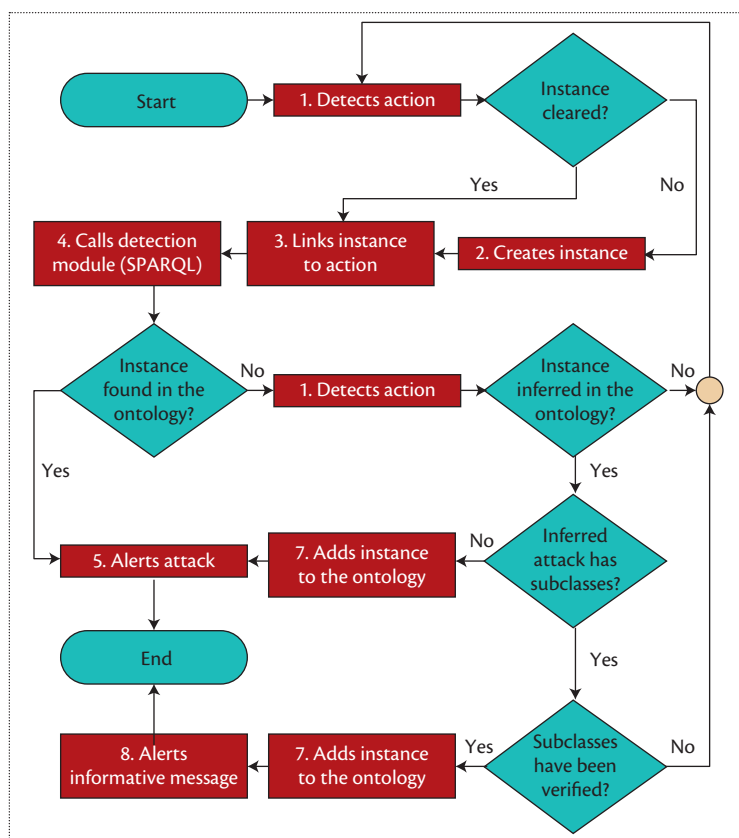 Start
1. Detects action
Instance
cleared?
Yes
No
4. Calls detection
module (SPARQL)
3. Links instance
to action
2. Creates instance
Instance
found in the
ontology?
No
1. Detects action
Instance
inferred in the
ontology?
No
Yes
Yes
5. Alerts attack
7. Adds instance
to the ontology
No
Inferred
attack has
subclasses?
End
Yes
8. Alerts
informative message
7. Adds instance
to the ontology
Yes
Subclasses
have been
verified?
No